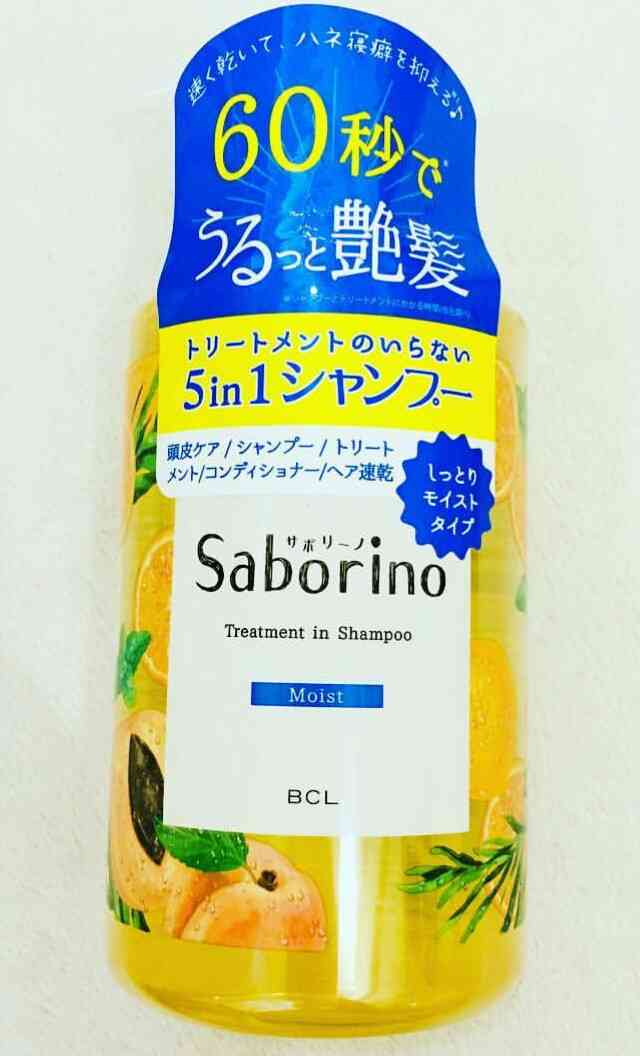 速く乾いて、ハネ寝癖を抑える♪
60秒で
うるっと艶髪
トリートメントのいらない
5in1シャンプー
頭皮ケア/シャンプー/トリート
メント/コンディショナー/ヘア速乾
しっとり
モイスト
タイプ
サボリーノ
Saborino
Treatment in Shampoo
Moist
BCL